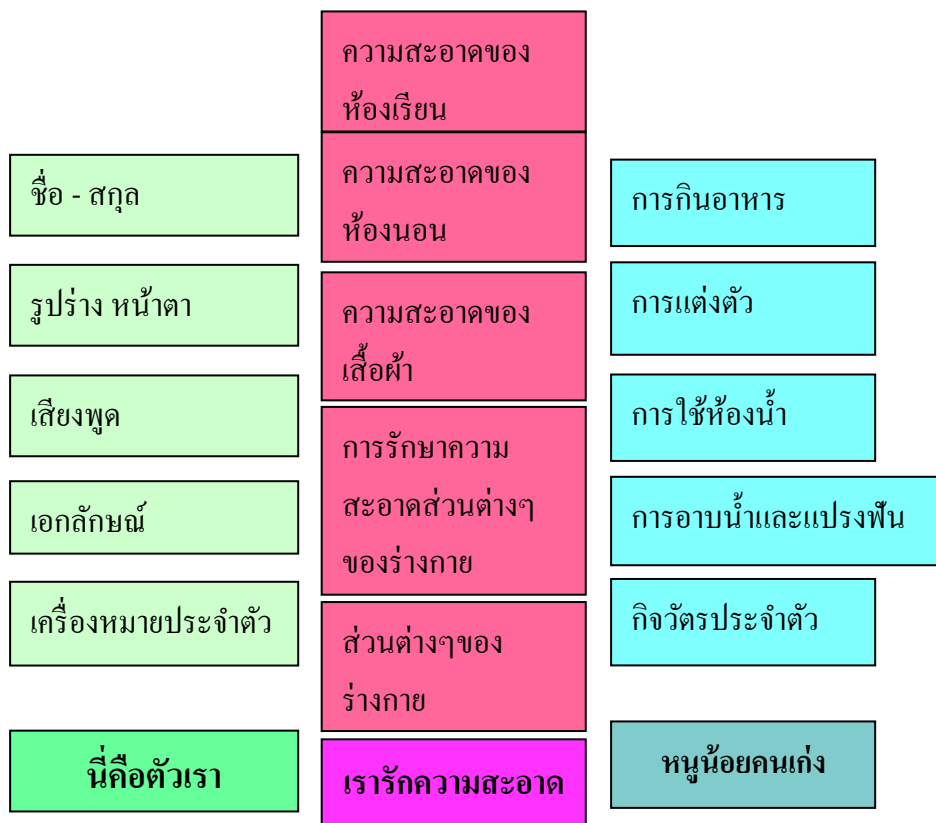 ความสะอาดของ
ห้องเรียน
ความสะอาดของ
ห้องนอน
ความสะอาดของ
เสื้อผ้า
การรักษาความ
สะอาดส่วนต่างๆ
ของร่างกาย
ส่วนต่างๆของ
ร่างกาย
เรารักความสะอาด
ชื่อ - สกุล
รูปร่าง หน้าตา
เสียงพูด
เอกลักษณ์
เครื่องหมายประจำตัว
นี่คือตัวเรา
การกินอาหาร
การแต่งตัว
การใช้ห้องน้ำ
การอาบน้ำและแปรงฟัน
กิจวัตรประจำตัว
หนูน้อยคนเก่ง